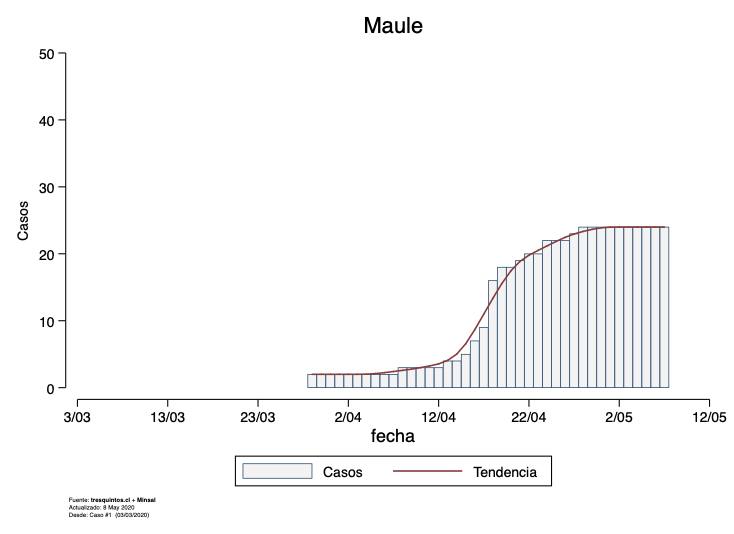 Maule
50
40
30
20
10
0
Casos
3/03 13/03 23/03 2/04 12/04 22/04 2/05 12/05
fecha
Casos Tendencia
Fuente: tresquintos.cl + Minsal
Actualizado: 8 May 2020
Desde: Caso #1 (03/03/2020)